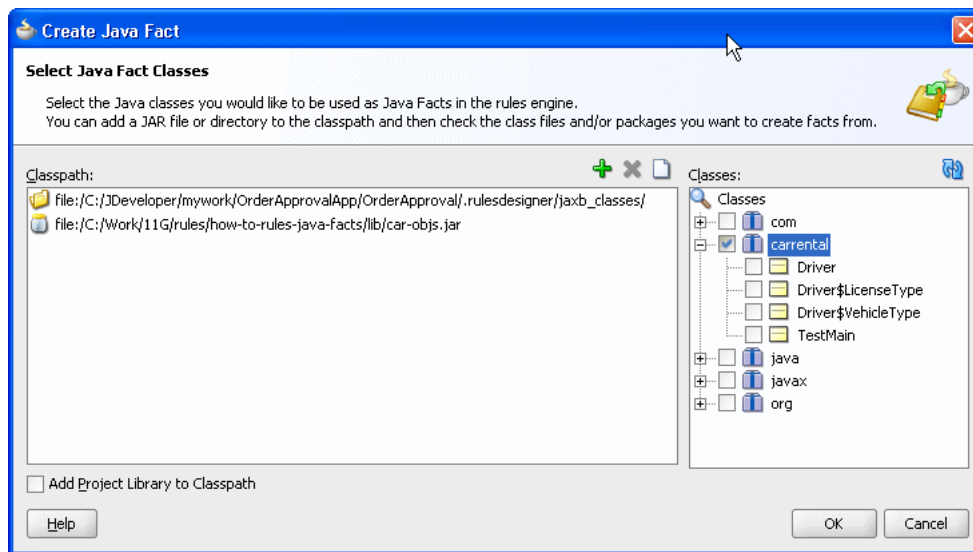 Create Java Fact
Select Java Fact Classes
Select the Java classes you would like to be used as Java Facts in the rules engine.
You can add a JAR file or directory to the classpath and then check the class files and/or packages you want to create facts from.
Classpath:
file:/C:/JDeveloper/mywork/OrderApprovalApp/OrderApproval/.rulesdesigner/jaxb_classes/
file:/C:/Work/11G/rules/how-to-rules-java-facts/lib/car-objs.jar
Classes:
Classes
com
carrental
Driver
Driver$LicenseType
Driver$VehicleType
TestMain
java
javax
org
Add Project Library to Classpath
Help
OK
Cancel